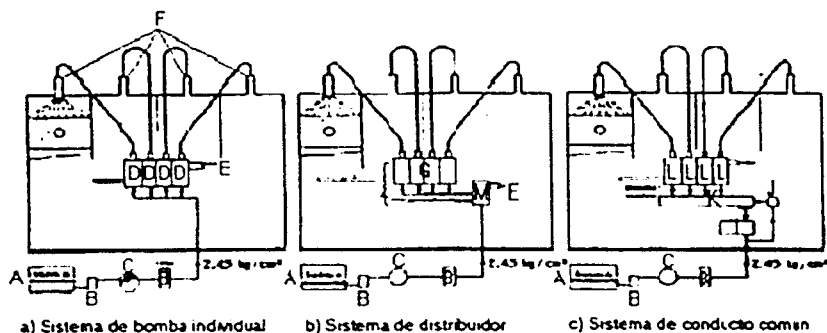 F
D D D D E
G
M E
L L L L
K
A
B
C
B
2.45 kg/cm²
A
B
C
B
2.45 kg/cm²
A
B
C
2.45 kg/cm²
a) Sistema de bomba individual
b) Sistema de distribuidor
c) Sistema de conducto común